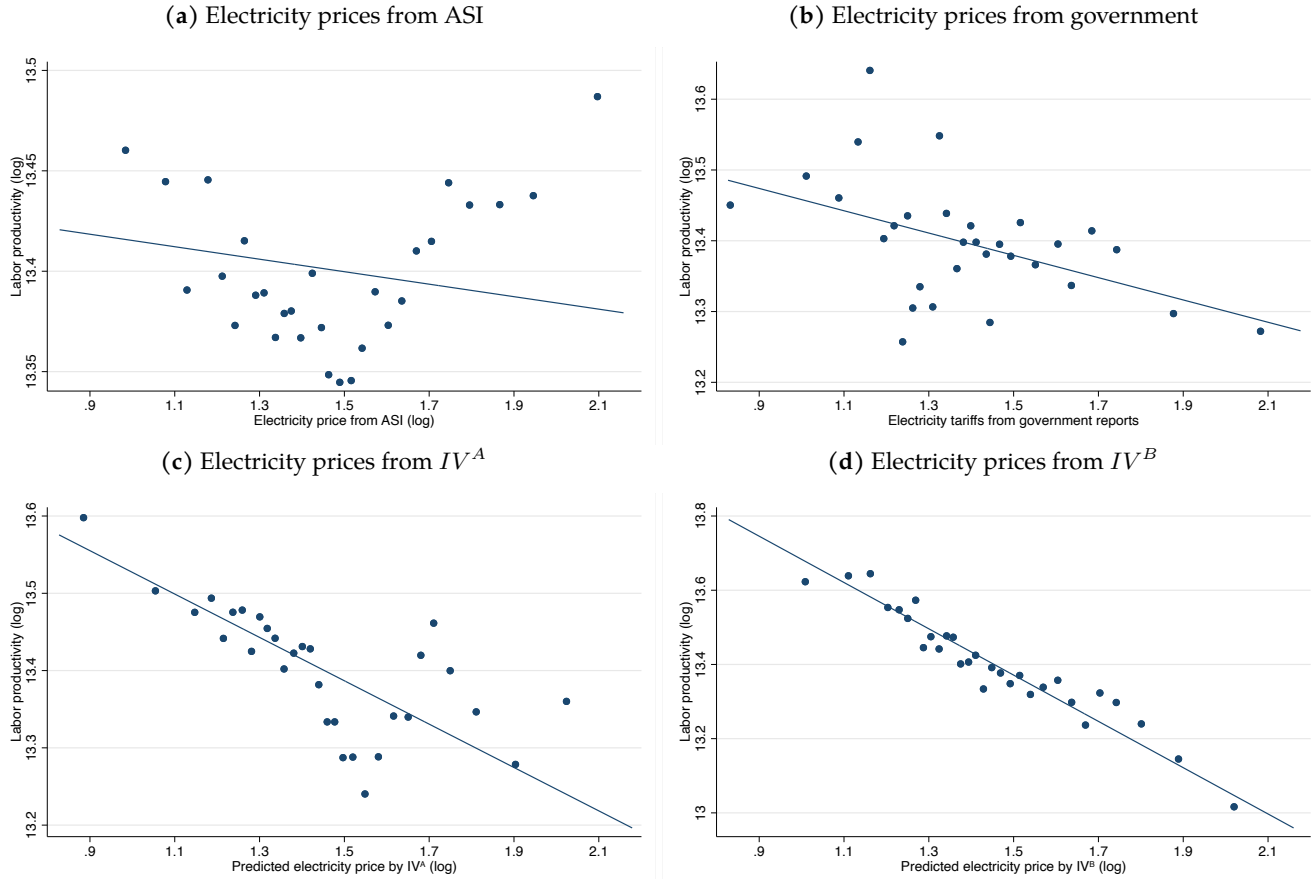 (a) Electricity prices from ASI
13.5
13.45
13.4
13.35
Labor productivity (log)
.9 1.1 1.3 1.5 1.7 1.9 2.1
Electricity price from ASI (log)
(b) Electricity prices from government
13.6
13.5
13.4
13.3
13.2
Labor productivity (log)
.9 1.1 1.3 1.5 1.7 1.9 2.1
Electricity tariffs from government reports
(c) Electricity prices from IV^A
13.6
13.5
13.4
13.3
13.2
Labor productivity (log)
.9 1.1 1.3 1.5 1.7 1.9 2.1
Predicted electricity price by IV^A (log)
(d) Electricity prices from IV^B
13.8
13.6
13.4
13.2
13
Labor productivity (log)
.9 1.1 1.3 1.5 1.7 1.9 2.1
Predicted electricity price by IV^B (log)